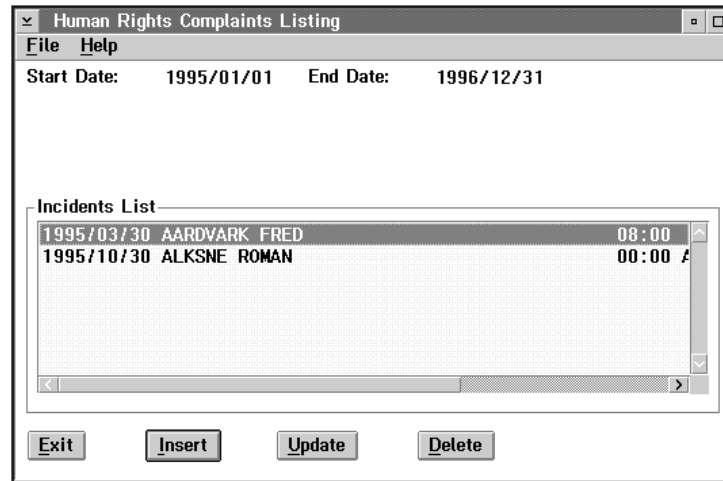 Human Rights Complaints Listing
File Help
Start Date: 1995/01/01 End Date: 1996/12/31
Incidents List
1995/03/30 AARDVARK FRED 08:00
1995/10/30 ALKSNE ROMAN 00:00
Exit Insert Update Delete